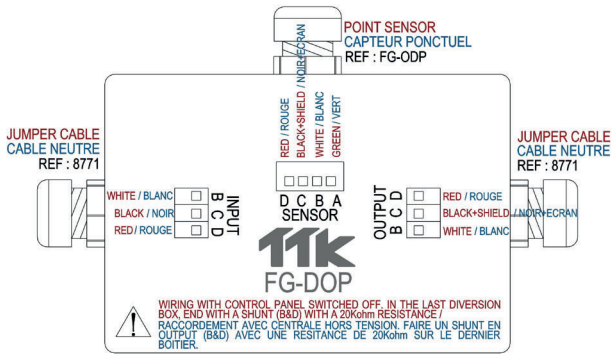 POINT SENSOR
CAPTEUR PONCTUEL
REF : FG-ODP
JUMPER CABLE
CABLE NEUTRE
REF : 8771
RED / ROUGE
BLACK+SHIELD / NOIR+ECRAN
WHITE / BLANC
GREEN / VERT
D C B A
SENSOR
WHITE / BLANC
BLACK / NOIR
RED / ROUGE
B C D
INPUT
OUTPUT
B C D
RED / ROUGE
BLACK+SHIELD / NOIR+ECRAN
WHITE / BLANC
JUMPER CABLE
CABLE NEUTRE
REF : 8771
TTK
FG-DOP
WIRING WITH CONTROL PANEL SWITCHED OFF. IN THE LAST DIVERSION
BOX, END WITH A SHUNT (B&D) WITH A 20Kohm RESISTANCE /
RACCORDEMENT AVEC CENTRALE HORS TENSION. FAIRE UN SHUNT EN
OUTPUT (B&D) AVEC UNE RESITANCE DE 20Kohm SUR LE DERNIER
BOITIER.